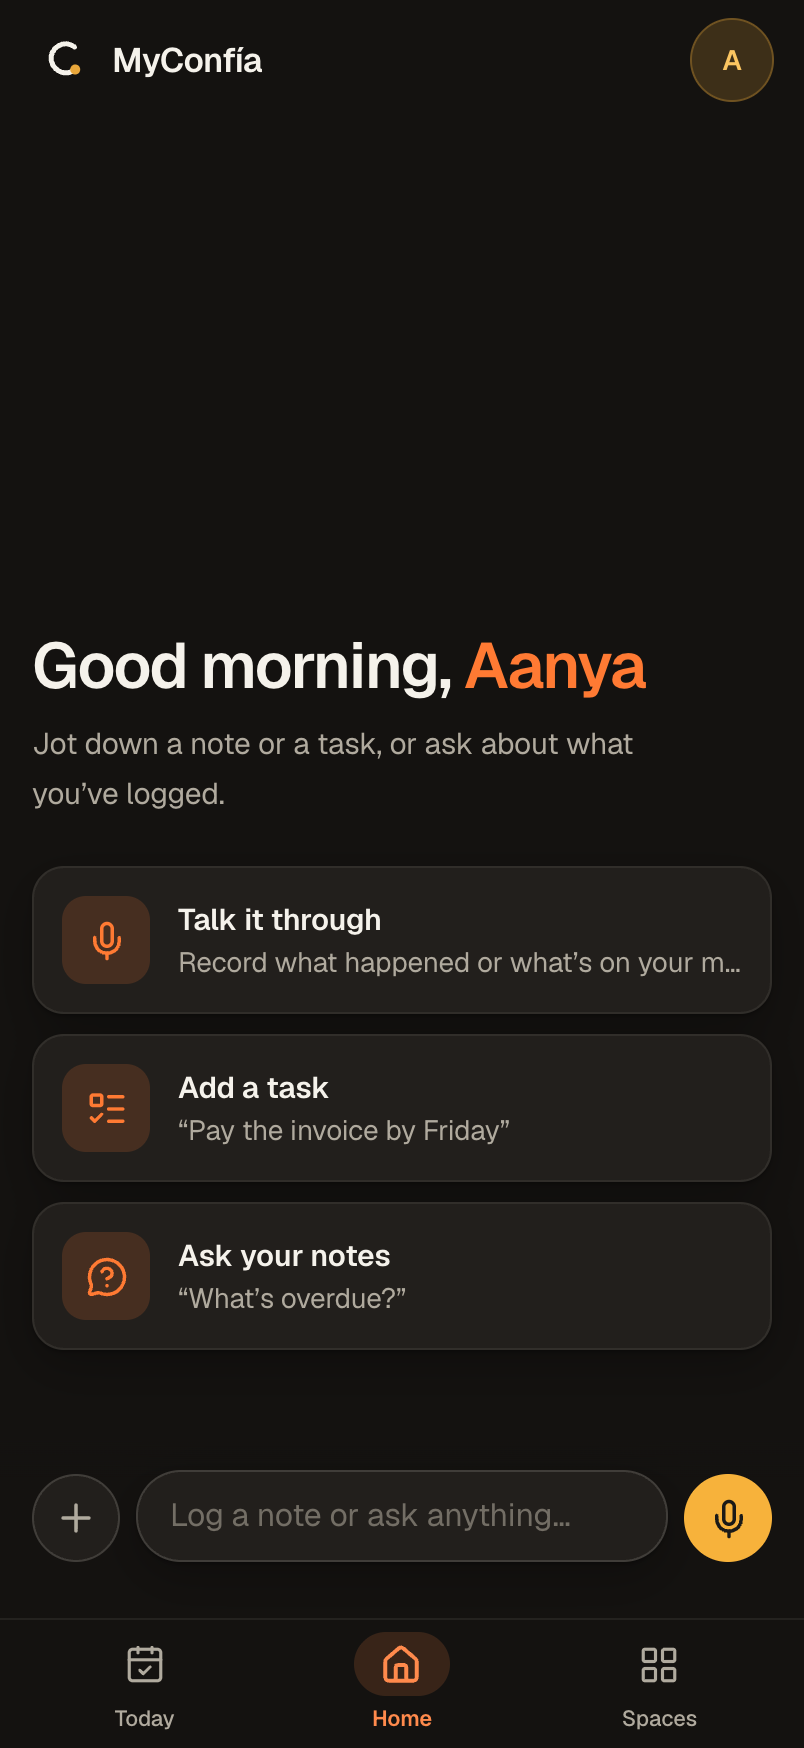 MyConfía
A
Good morning, Aanya
Jot down a note or a task, or ask about what
you’ve logged.
Talk it through
Record what happened or what’s on your m…
Add a task
“Pay the invoice by Friday”
Ask your notes
“What’s overdue?”
Log a note or ask anything…
Today
Home
Spaces